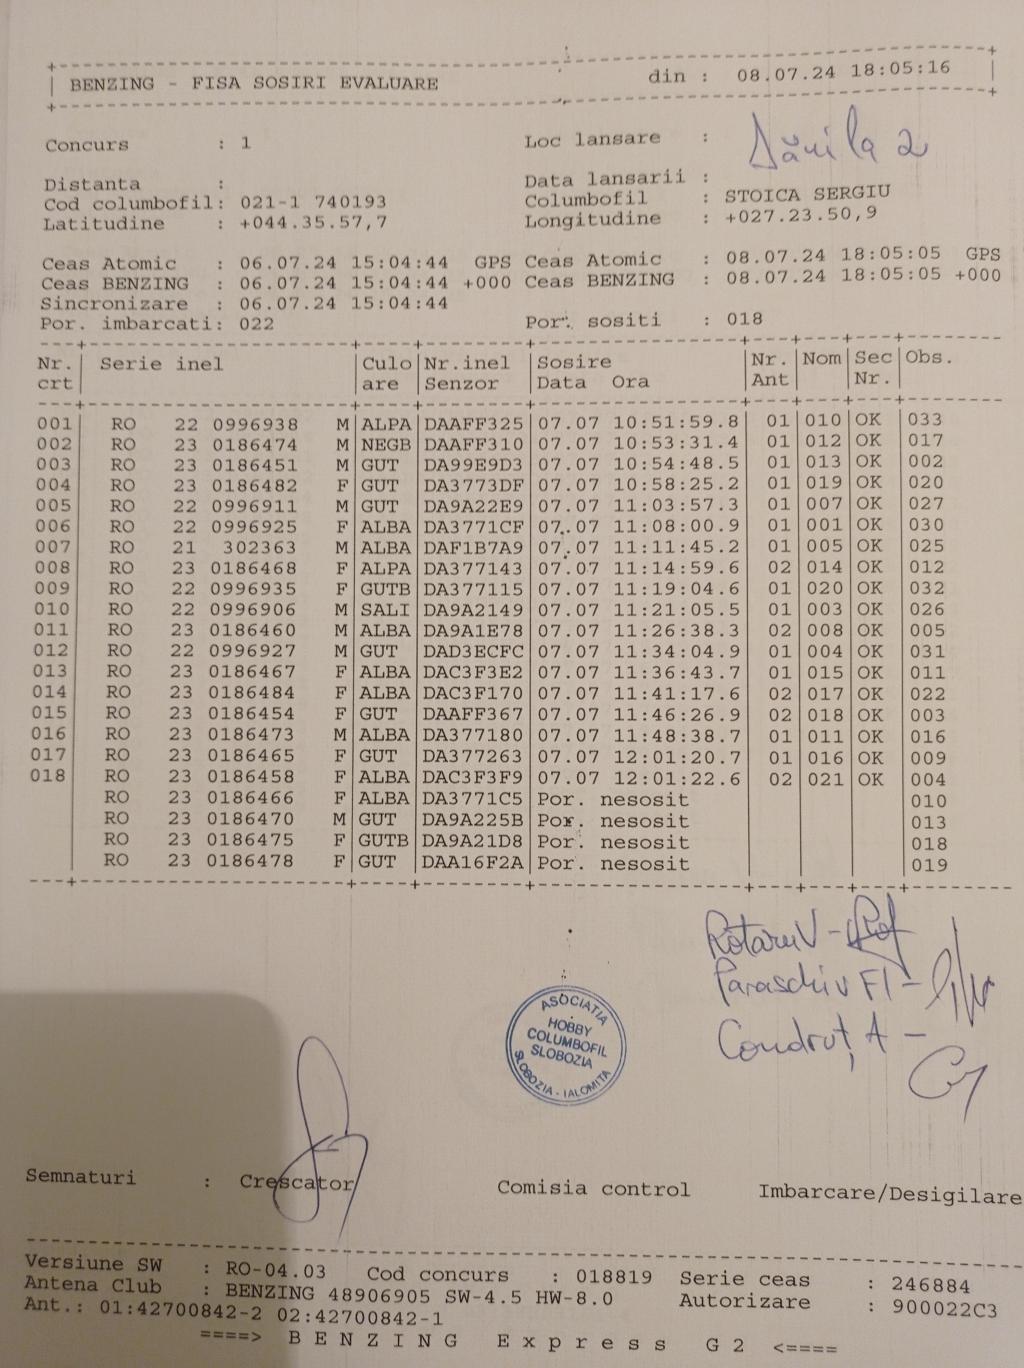 BENZING - FISA SOSIRI EVALUARE din : 08.07.24 18:05:16
Concurs : 1 Loc lansare : Dănila 2
Distanta : Data lansarii :
Cod columbofil: 021-1 740193 Columbofil : STOICA SERGIU
Latitudine : +044.35.57,7 Longitudine : +027.23.50,9
Ceas Atomic : 06.07.24 15:04:44 GPS Ceas Atomic : 08.07.24 18:05:05 GPS
Ceas BENZING : 06.07.24 15:04:44 +000 Ceas BENZING : 08.07.24 18:05:05 +000
Sincronizare : 06.07.24 15:04:44
Por. imbarcati: 022 Por. sositi : 018
Nr. Serie inel Culo Nr.inel Sosire Nr. Nom Sec Obs.
crt are Senzor Data Ora Ant Nr.
001 RO 22 0996938 M ALPA DAAFF325 07.07 10:51:59.8 01 010 OK 033
002 RO 23 0186474 M NEGB DAAFF310 07.07 10:53:31.4 01 012 OK 017
003 RO 23 0186451 M GUT DA99E9D3 07.07 10:54:48.5 01 013 OK 002
004 RO 23 0186482 F GUT DA3773DF 07.07 10:58:25.2 01 019 OK 020
005 RO 22 0996911 M GUT DA9A22E9 07.07 11:03:57.3 01 007 OK 027
006 RO 22 0996925 F ALBA DA3771CF 07.07 11:08:00.9 01 001 OK 030
007 RO 21 302363 M ALBA DAF1B7A9 07.07 11:11:45.2 01 005 OK 025
008 RO 23 0186468 F ALPA DA377143 07.07 11:14:59.6 02 014 OK 012
009 RO 22 0996935 F GUTB DA377115 07.07 11:19:04.6 01 020 OK 032
010 RO 22 0996906 M SALI DA9A2149 07.07 11:21:05.5 01 003 OK 026
011 RO 23 0186460 M ALBA DA9A1E78 07.07 11:26:38.3 02 008 OK 005
012 RO 22 0996927 M GUT DAD3ECFC 07.07 11:34:04.9 01 004 OK 031
013 RO 23 0186467 F ALBA DAC3F3E2 07.07 11:36:43.7 01 015 OK 011
014 RO 23 0186484 F ALBA DAC3F170 07.07 11:41:17.6 02 017 OK 022
015 RO 23 0186454 F GUT DAAFF367 07.07 11:46:26.9 02 018 OK 003
016 RO 23 0186473 M ALBA DA377180 07.07 11:48:38.7 01 011 OK 016
017 RO 23 0186465 F GUT DA377263 07.07 12:01:20.7 01 016 OK 009
018 RO 23 0186458 F ALBA DAC3F3F9 07.07 12:01:22.6 02 021 OK 004
RO 23 0186466 F ALBA DA3771C5 Por. nesosit 010
RO 23 0186470 M GUT DA9A225B Por. nesosit 013
RO 23 0186475 F GUTB DA9A21D8 Por. nesosit 018
RO 23 0186478 F GUT DAA16F2A Por. nesosit 019
Rotaru V -
Paraschiv Fl -
Condruț A -
ASOCIATIA
HOBBY
COLUMBOFIL
SLOBOZIA
SLOBOZIA - IALOMITA
Semnaturi : Crescator Comisia control Imbarcare/Desigilare
Versiune SW : RO-04.03 Cod concurs : 018819 Serie ceas : 246884
Antena Club : BENZING 48906905 SW-4.5 HW-8.0 Autorizare : 900022C3
Ant.: 01:42700842-2 02:42700842-1
====> B E N Z I N G E x p r e s s G 2 <====